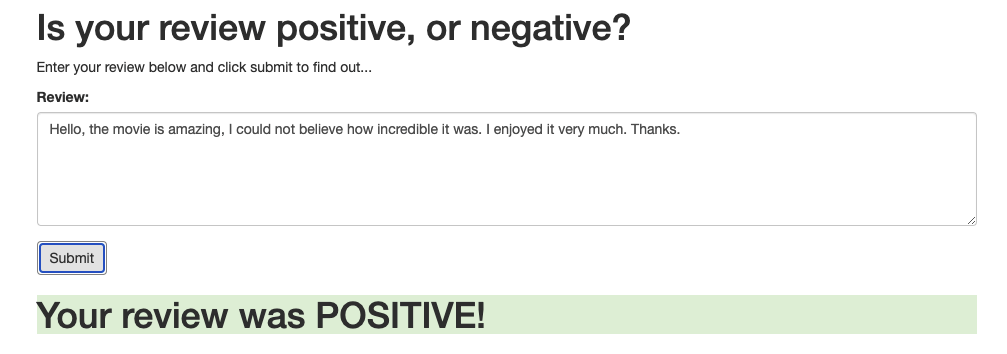 Is your review positive, or negative?
Enter your review below and click submit to find out...
Review:
Hello, the movie is amazing, I could not believe how incredible it was. I enjoyed it very much. Thanks.
Submit
Your review was POSITIVE!